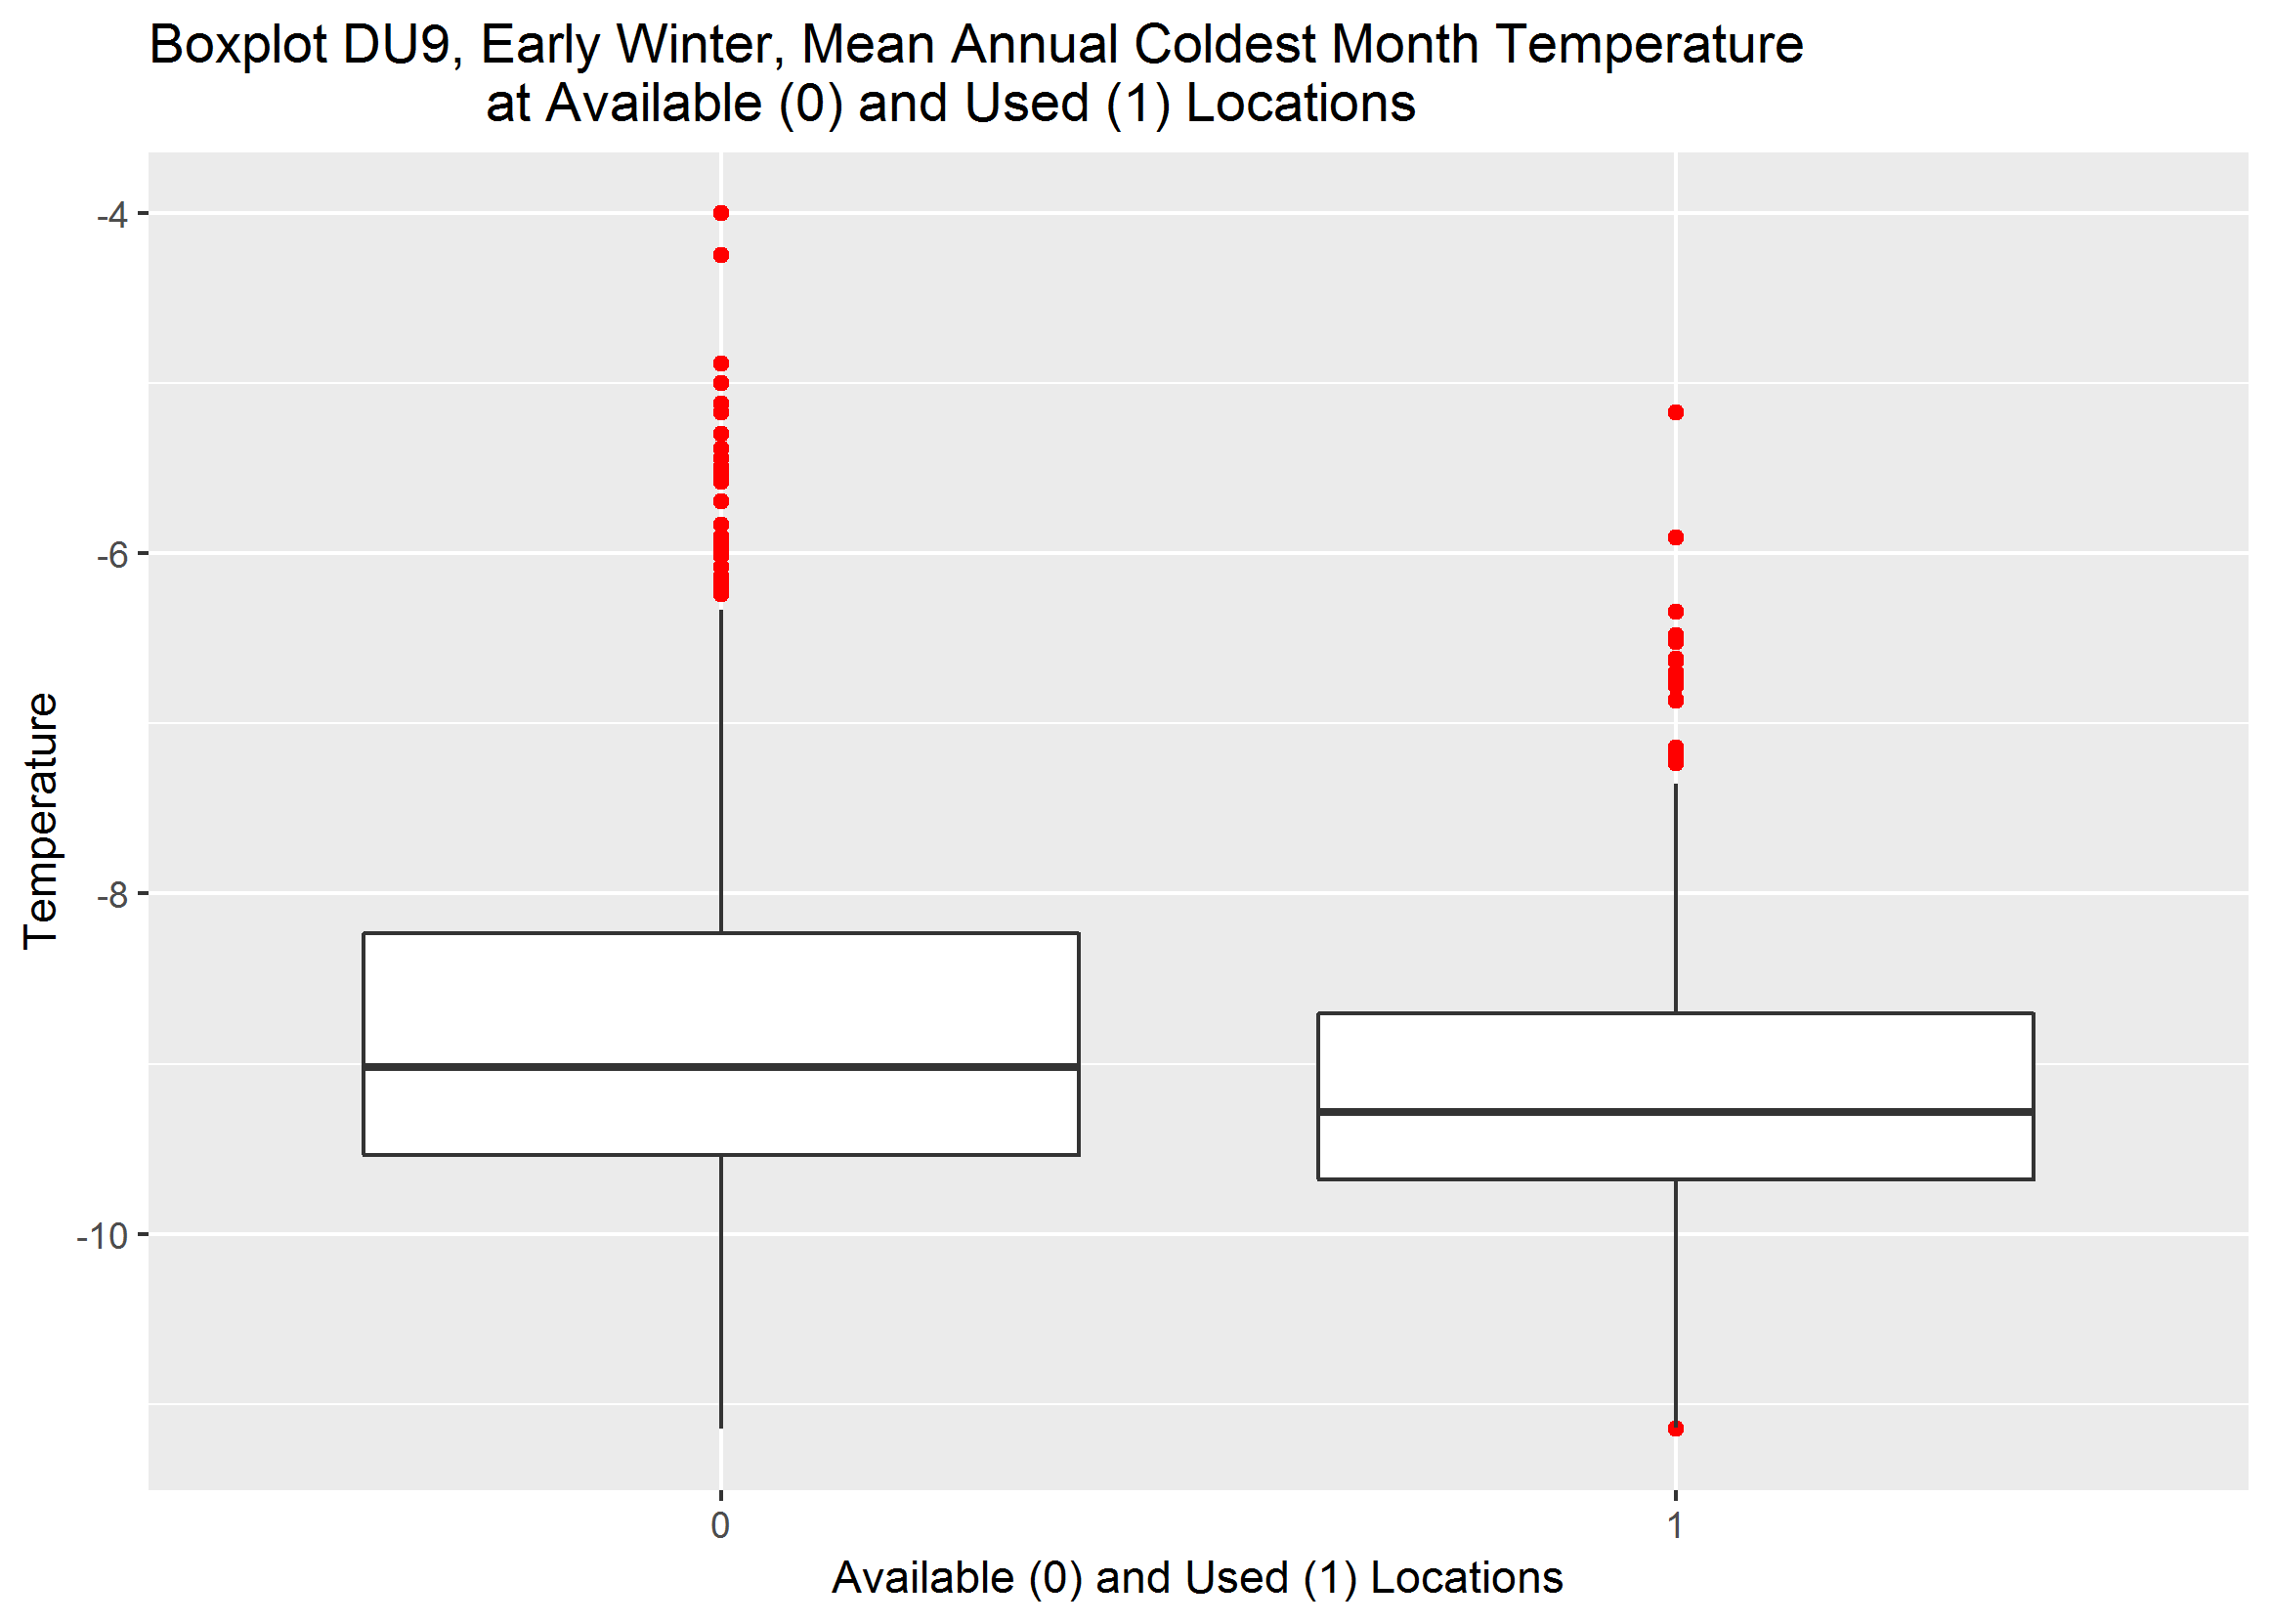 Boxplot DU9, Early Winter, Mean Annual Coldest Month Temperature
at Available (0) and Used (1) Locations
-4
-6
-8
-10
Temperature
0
1
Available (0) and Used (1) Locations